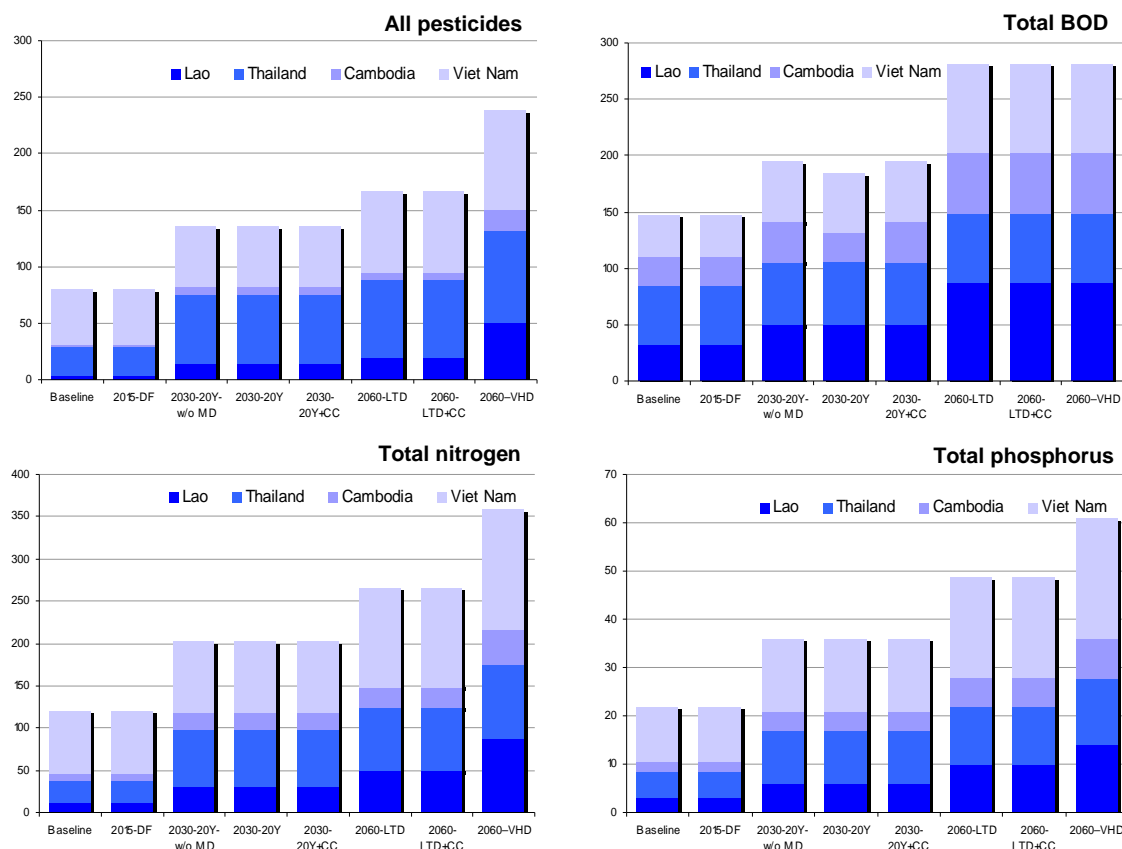 All pesticides
300
250
200
150
100
50
0
Lao Thailand Cambodia Viet Nam
Baseline 2015-DF 2030-20Y- 2030-20Y 2030- 2060-LTD 2060- 2060–VHD
w/o MD 20Y+CC LTD+CC
Total BOD
300
250
200
150
100
50
0
Lao Thailand Cambodia Viet Nam
Baseline 2015-DF 2030-20Y- 2030-20Y 2030- 2060-LTD 2060- 2060–VHD
w/o MD 20Y+CC LTD+CC
Total nitrogen
400
350
300
250
200
150
100
50
0
Lao Thailand Cambodia Viet Nam
Baseline 2015-DF 2030-20Y- 2030-20Y 2030- 2060-LTD 2060- 2060–VHD
w/o MD 20Y+CC LTD+CC
Total phosphorus
70
60
50
40
30
20
10
0
Lao Thailand Cambodia Viet Nam
Baseline 2015-DF 2030-20Y- 2030-20Y 2030- 2060-LTD 2060- 2060–VHD
w/o MD 20Y+CC LTD+CC